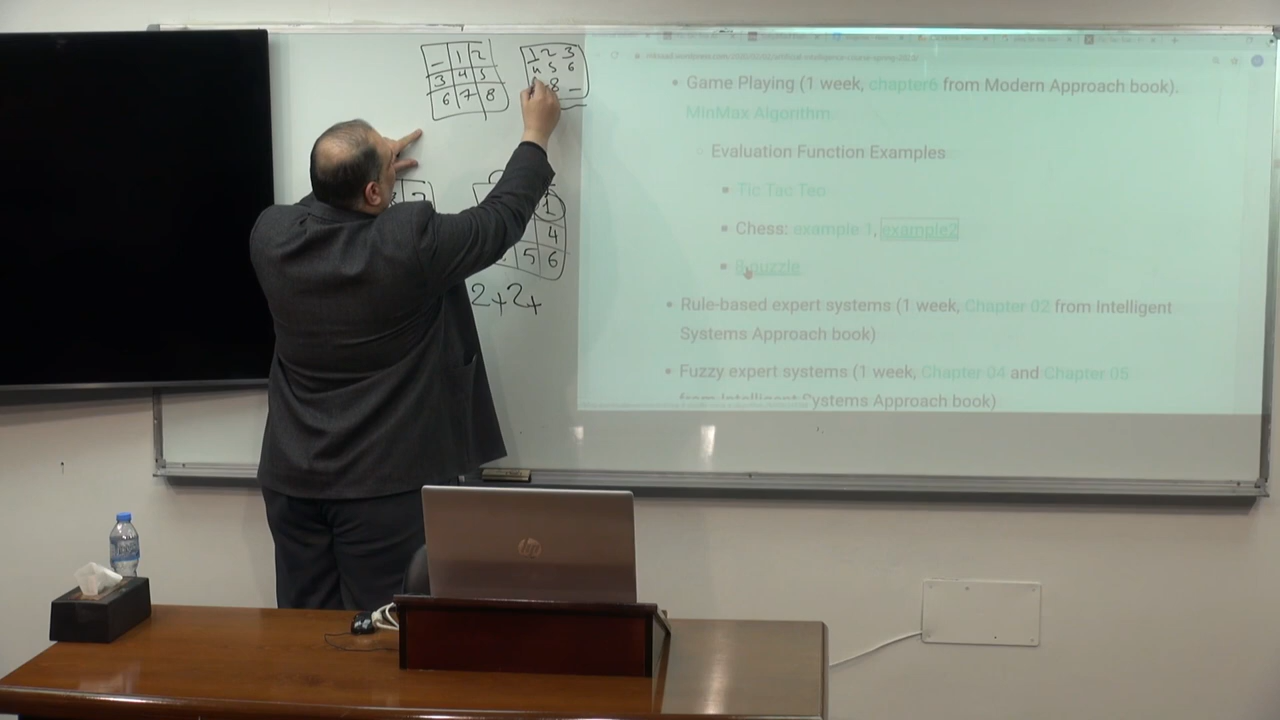 _ 1 2
3 4 5
6 7 8
1 2 3
4 5 6
8 _
1
4
5 6
2+2+
Game Playing (1 week, chapter6 from Modern Approach book).
MinMax Algorithm
Evaluation Function Examples
Tic Tac Teo
Chess: example 1, example2
8 puzzle
Rule-based expert systems (1 week, Chapter 02 from Intelligent
Systems Approach book)
Fuzzy expert systems (1 week, Chapter 04 and Chapter 05
from Intelligent Systems Approach book)
hp